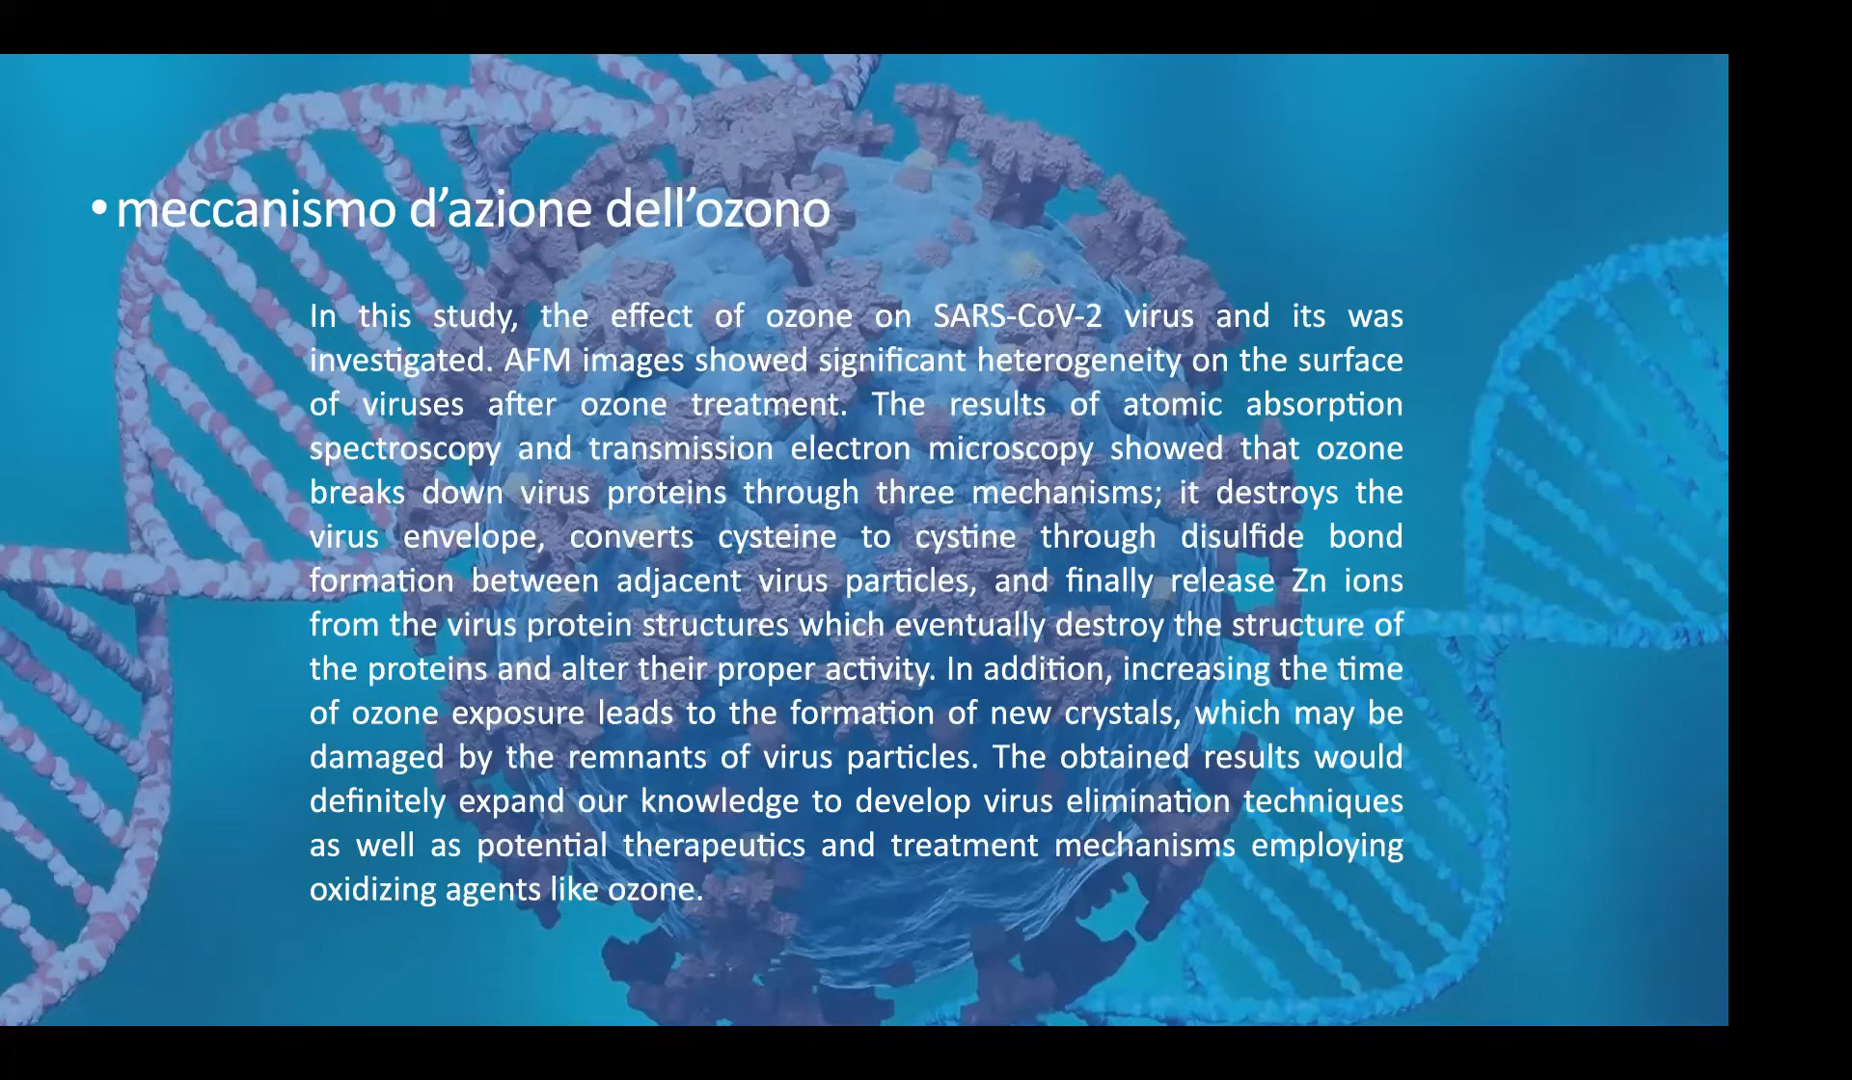 • meccanismo d’azione dell’ozono
In this study, the effect of ozone on SARS-CoV-2 virus and its was
investigated. AFM images showed significant heterogeneity on the surface
of viruses after ozone treatment. The results of atomic absorption
spectroscopy and transmission electron microscopy showed that ozone
breaks down virus proteins through three mechanisms; it destroys the
virus envelope, converts cysteine to cystine through disulfide bond
formation between adjacent virus particles, and finally release Zn ions
from the virus protein structures which eventually destroy the structure of
the proteins and alter their proper activity. In addition, increasing the time
of ozone exposure leads to the formation of new crystals, which may be
damaged by the remnants of virus particles. The obtained results would
definitely expand our knowledge to develop virus elimination techniques
as well as potential therapeutics and treatment mechanisms employing
oxidizing agents like ozone.